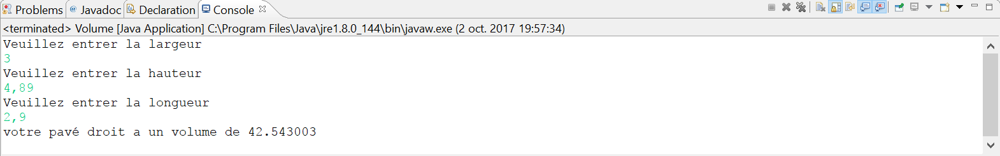 Problems @ Javadoc Declaration Console
<terminated> Volume [Java Application] C:\Program Files\Java\jre1.8.0_144\bin\javaw.exe (2 oct. 2017 19:57:34)
Veuillez entrer la largeur
3
Veuillez entrer la hauteur
4,89
Veuillez entrer la longueur
2,9
votre pavé droit a un volume de 42.543003